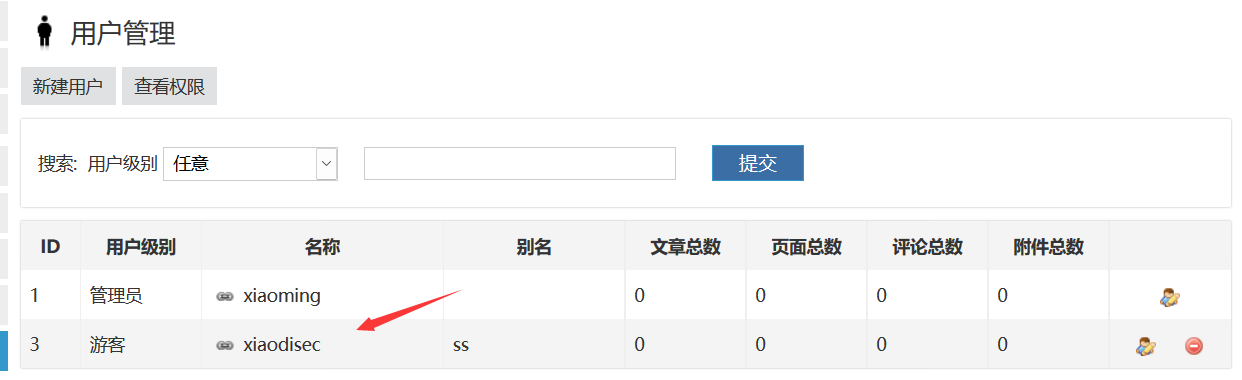 用户管理
新建用户 查看权限
搜索: 用户级别 任意 提交
ID 用户级别 名称 别名 文章总数 页面总数 评论总数 附件总数
1 管理员 xiaoming 0 0 0 0
3 游客 xiaodisec ss 0 0 0 0